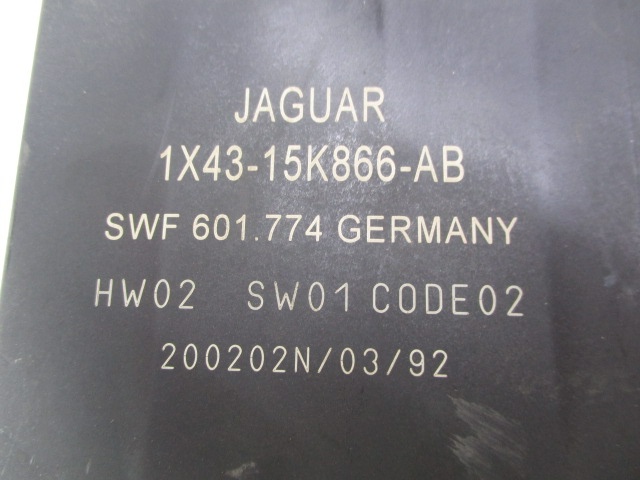 JAGUAR
1X43-15K866-AB
SWF 601.774 GERMANY
HW02 SW01 CODE02
200202N/03/92